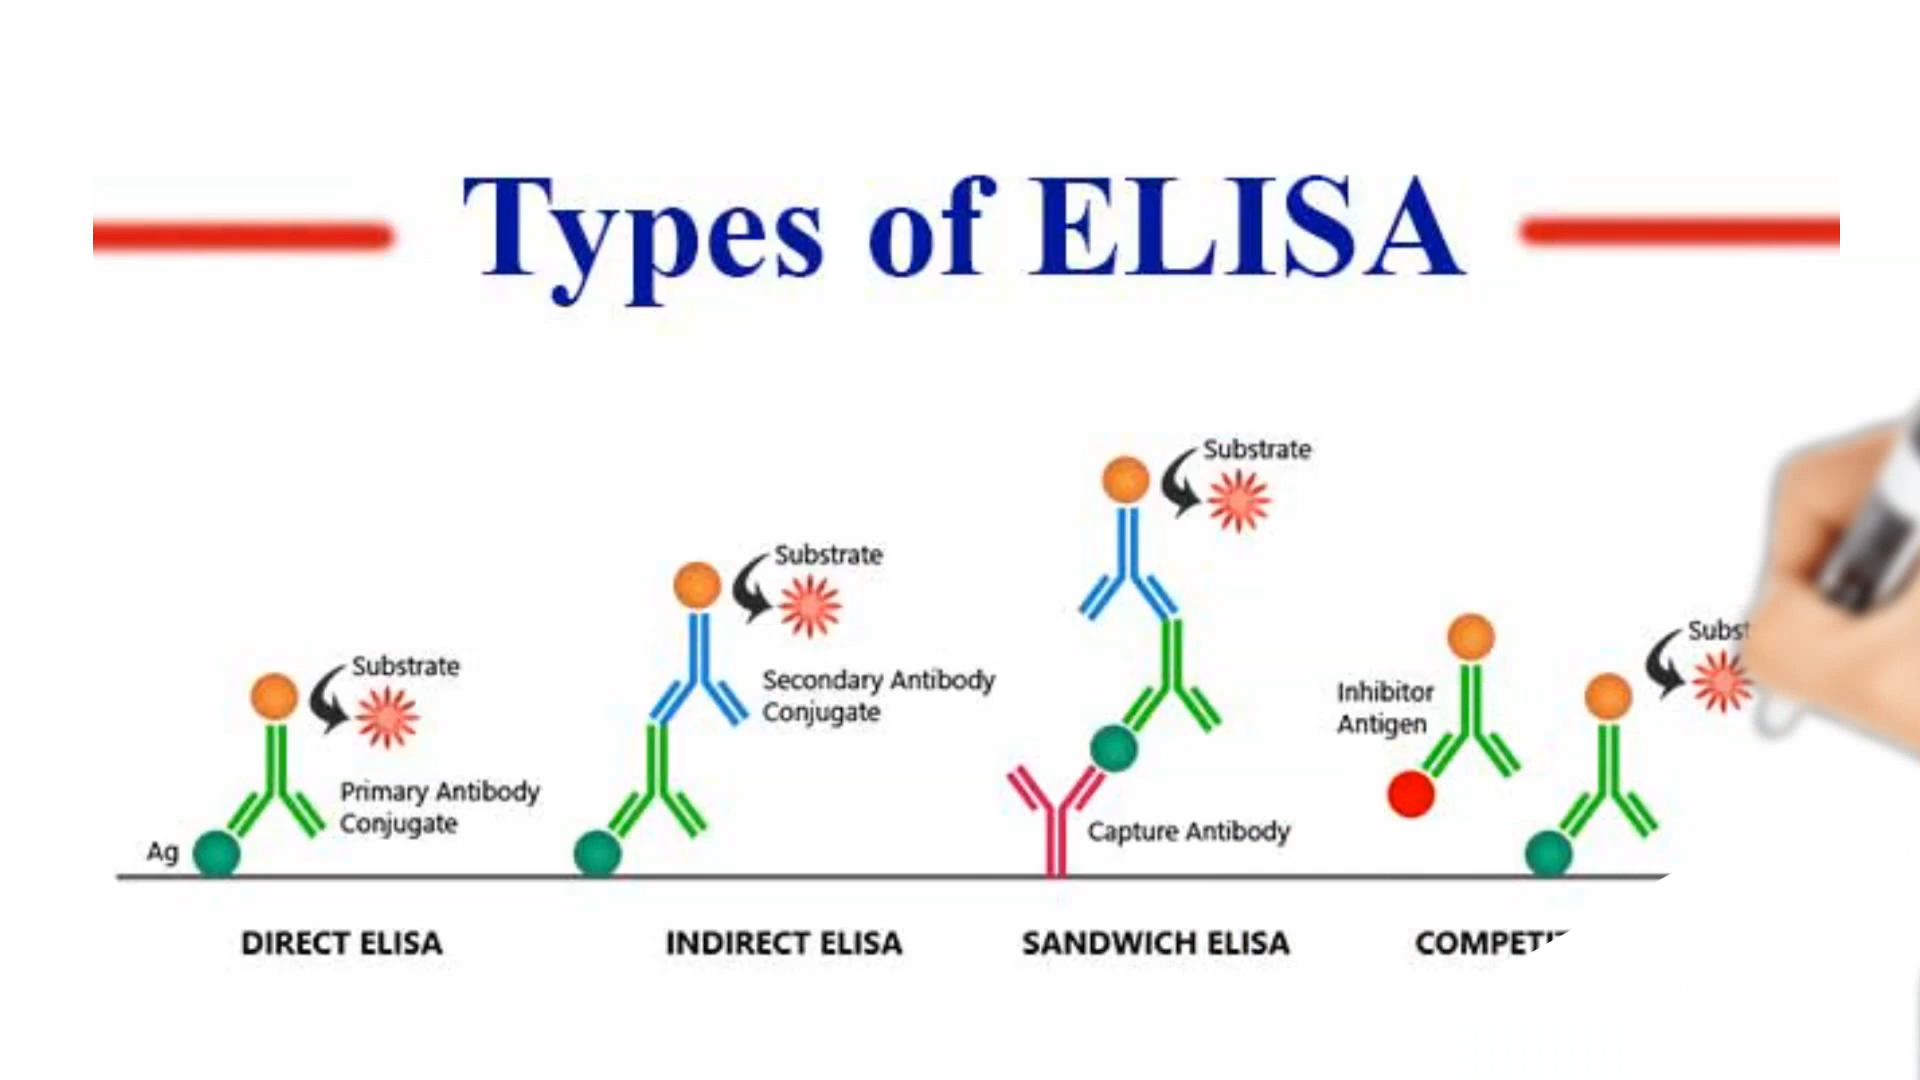 Types of ELISA
Substrate
Substrate
Substrate
Secondary Antibody
Conjugate
Inhibitor
Antigen
Primary Antibody
Conjugate
Capture Antibody
Ag
DIRECT ELISA
INDIRECT ELISA
SANDWICH ELISA